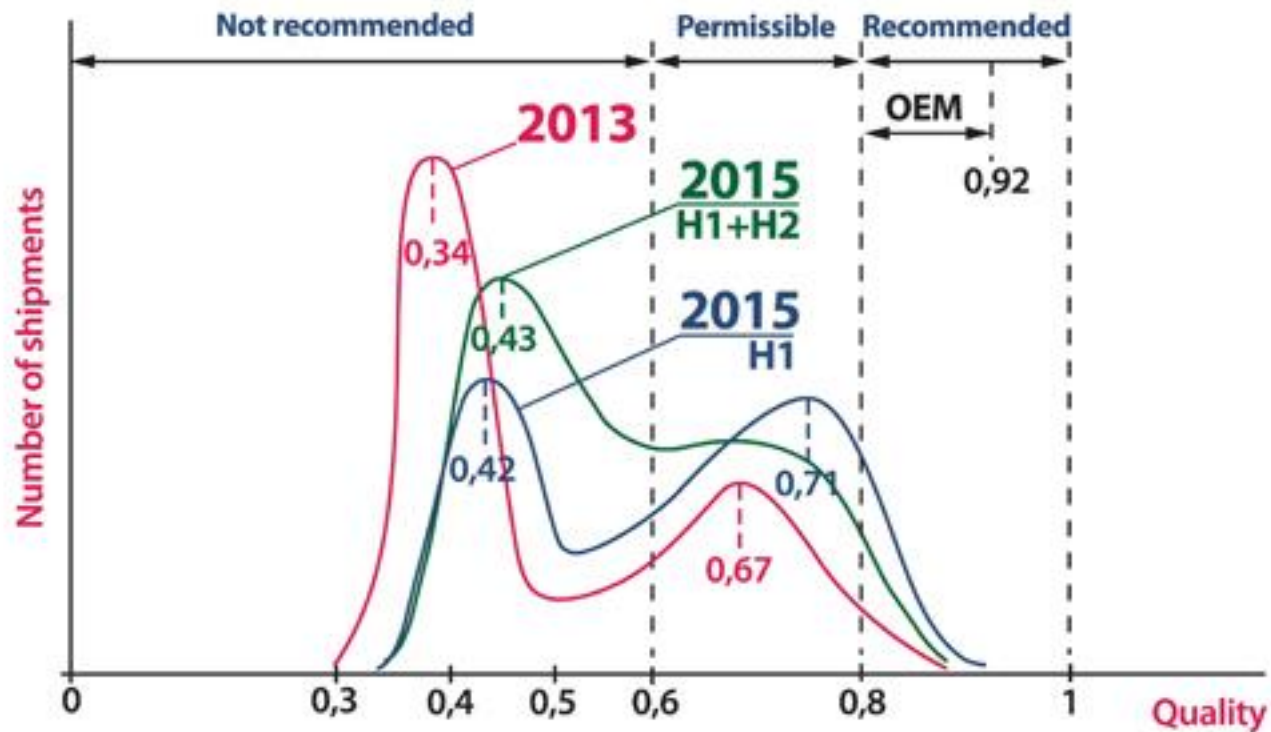 Not recommended
Permissible
Recommended
OEM
0,92
2013
0,34
2015
H1+H2
0,43
2015
H1
0,42
0,71
0,67
Number of shipments
0
0,3
0,4
0,5
0,6
0,8
1
Quality